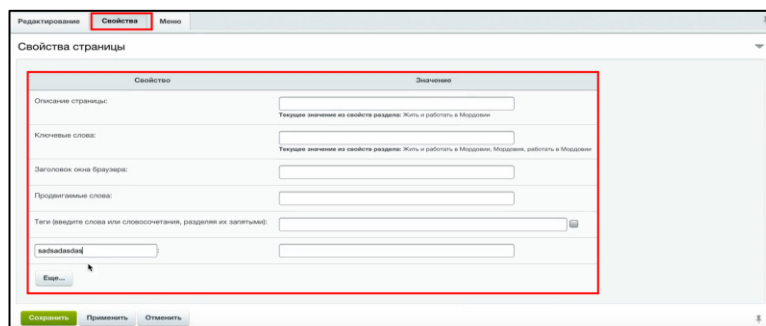 Редактирование Свойства Меню
Свойства страницы
Свойство Значение
Описание страницы:
Текущее значение из свойств раздела: Жить и работать в Мордовии
Ключевые слова:
Текущее значение из свойств раздела: Жить и работать в Мордовии, Мордовия, работать в Мордовии
Заголовок окна браузера:
Продвигаемые слова:
Теги (введите слова или словосочетания, разделяя их запятыми):
sadsadasdas :
Еще...
Сохранить Применить Отменить